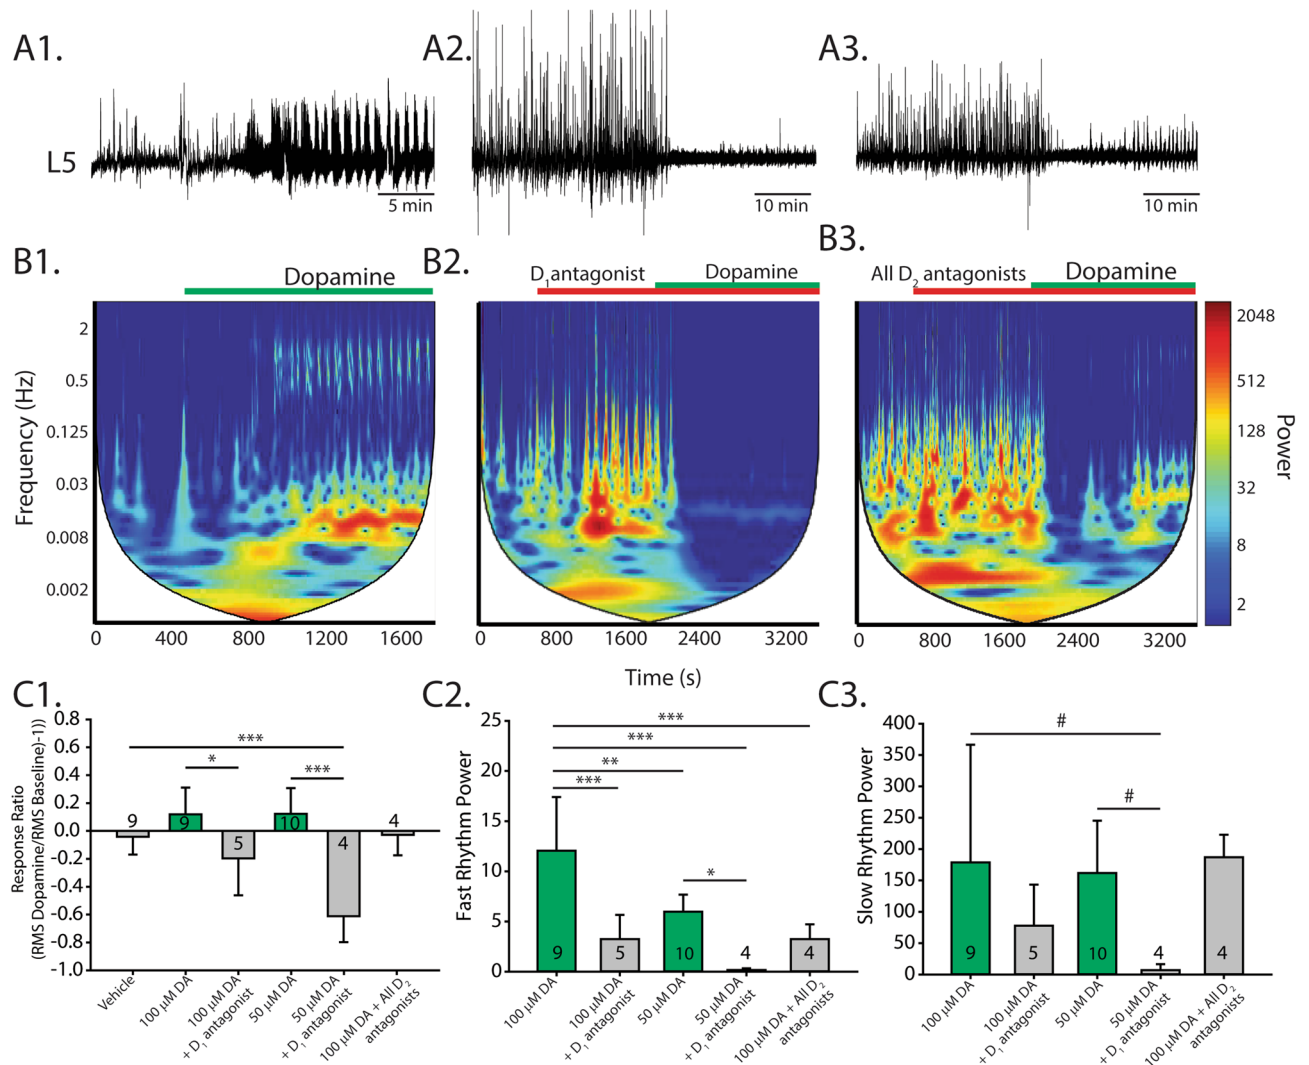 A1.
A2.
A3.
L5
5 min
10 min
10 min
B1.
B2.
B3.
Dopamine
D1 antagonist
Dopamine
All D2 antagonists
Dopamine
Frequency (Hz)
2
0.5
0.125
0.03
0.008
0.002
0
400
1200
1600
0
800
1600
2400
3200
0
800
1600
2400
3200
Time (s)
2048
512
128
32
8
2
Power
C1.
Response Ratio
(RMS Dopamine/RMS Baseline)-1))
0.8
0.6
0.4
0.2
0.0
-0.2
-0.4
-0.6
-0.8
-1.0
***
*
***
9
9
5
10
4
4
Vehicle
100 µM DA
100 µM DA
+ D1 antagonist
50 µM DA
50 µM DA
+ D1 antagonist
100 µM DA + All D2
antagonists
C2.
Fast Rhythm Power
25
20
15
10
5
0
***
***
**
***
*
9
5
10
4
4
100 µM DA
100 µM DA
+ D1 antagonist
50 µM DA
50 µM DA
+ D1 antagonist
100 µM DA + All D2
antagonists
C3.
Slow Rhythm Power
400
350
300
250
200
150
100
50
0
#
#
9
5
10
4
4
100 µM DA
100 µM DA
+ D1 antagonist
50 µM DA
50 µM DA
+ D1 antagonist
100 µM DA + All D2
antagonists